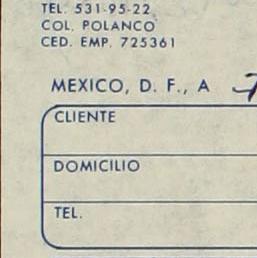 TEL. 531-95-22
COL. POLANCO
CED. EMP. 725361
MEXICO, D. F., A
CLIENTE
DOMICILIO
TEL.